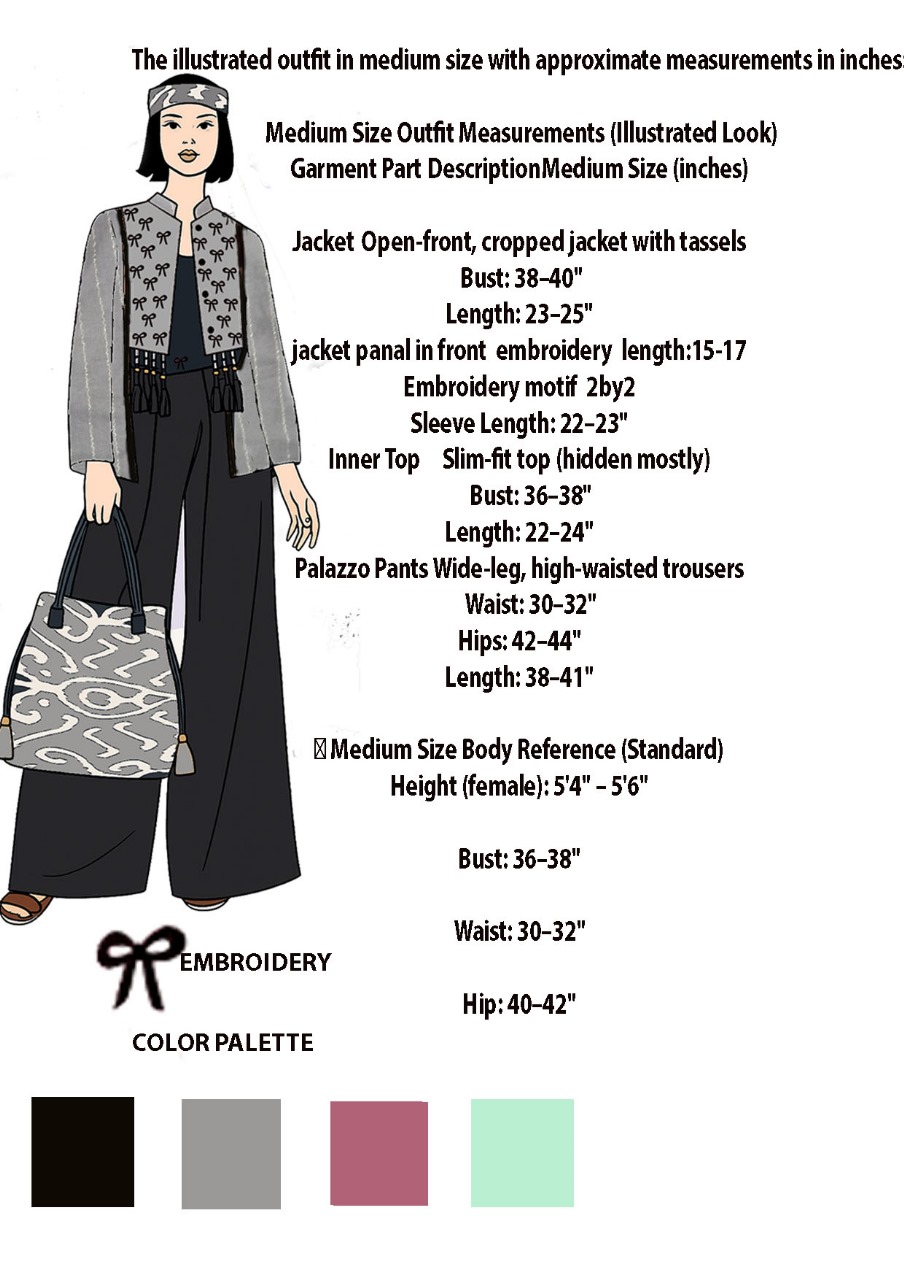 The illustrated outfit in medium size with approximate measurements in inches:
Medium Size Outfit Measurements (Illustrated Look)
Garment Part DescriptionMedium Size (inches)
Jacket Open-front, cropped jacket with tassels
Bust: 38–40"
Length: 23–25"
jacket panal in front embroidery length:15-17
Embroidery motif 2by2
Sleeve Length: 22–23"
Inner Top Slim-fit top (hidden mostly)
Bust: 36–38"
Length: 22–24"
Palazzo Pants Wide-leg, high-waisted trousers
Waist: 30–32"
Hips: 42–44"
Length: 38–41"
Medium Size Body Reference (Standard)
Height (female): 5'4" – 5'6"
Bust: 36–38"
Waist: 30–32"
EMBROIDERY
Hip: 40–42"
COLOR PALETTE